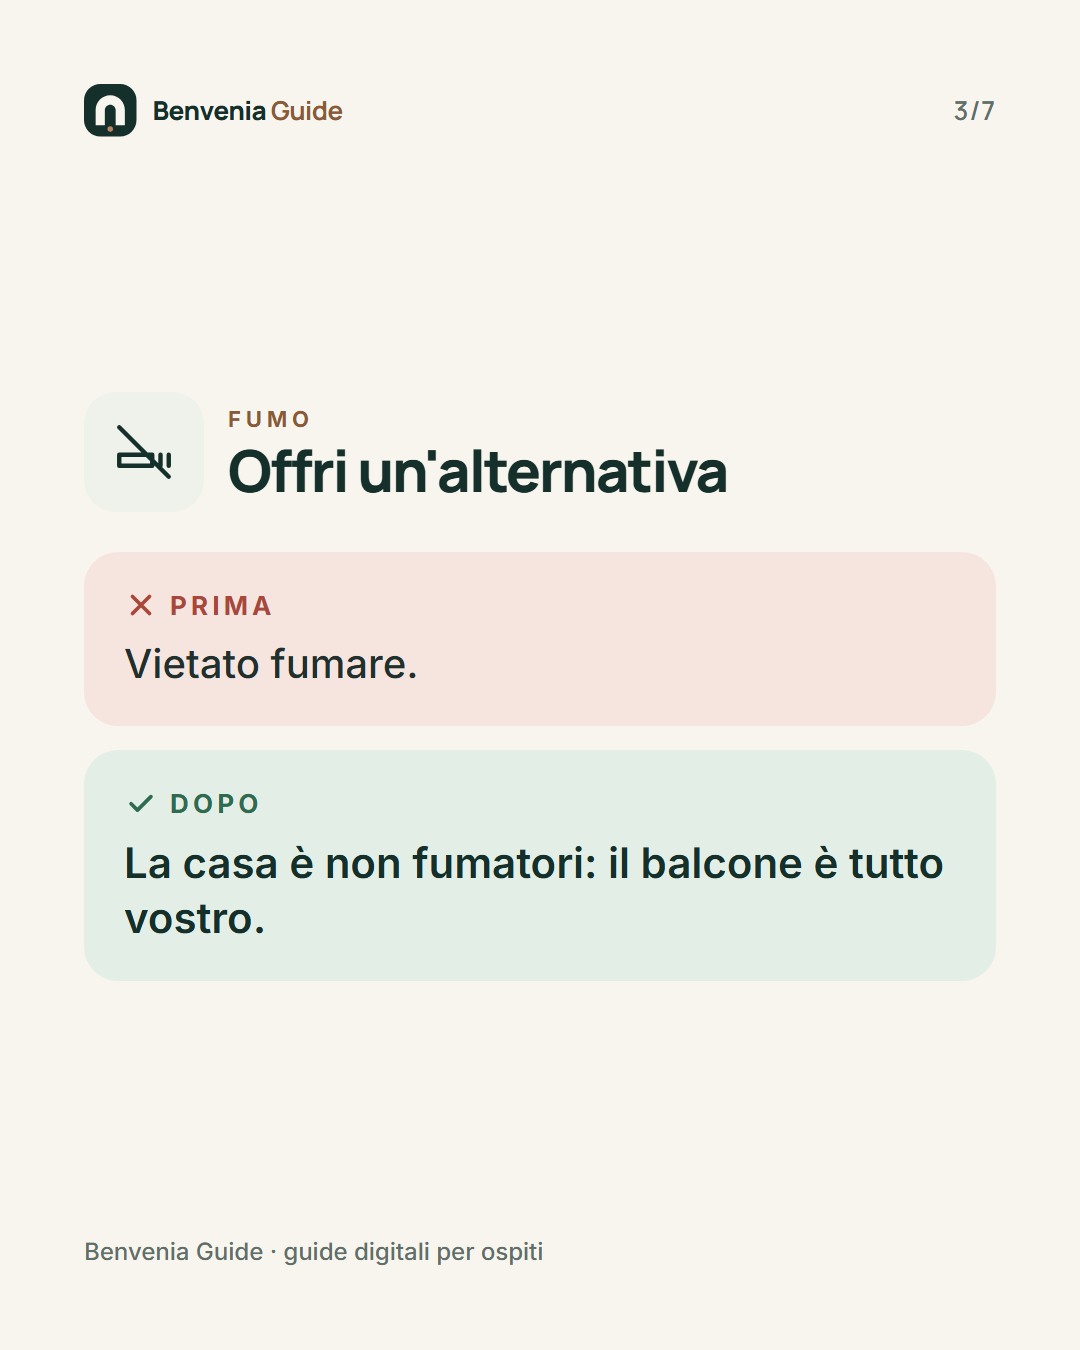 Benvenia Guide
3/7
FUMO
Offri un'alternativa
PRIMA
Vietato fumare.
DOPO
La casa è non fumatori: il balcone è tutto
vostro.
Benvenia Guide · guide digitali per ospiti